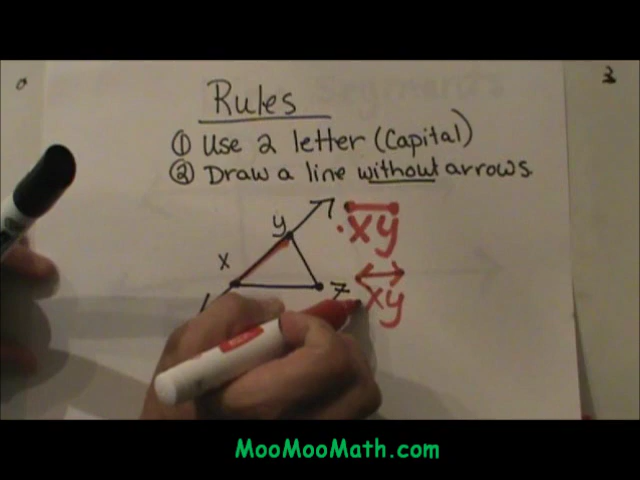 Rules
① Use 2 letter (Capital)
② Draw a line without arrows.
y
xy
x
z
xy
MooMooMath.com